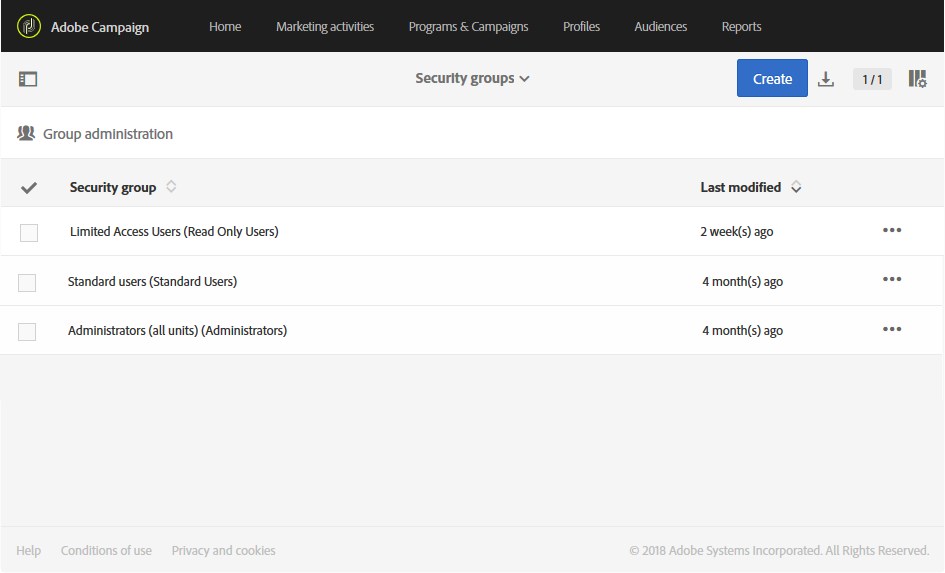 Adobe Campaign Home Marketing activities Programs & Campaigns Profiles Audiences Reports
Security groups Create 1 / 1
Group administration
Security group Last modified
Limited Access Users (Read Only Users) 2 week(s) ago
Standard users (Standard Users) 4 month(s) ago
Administrators (all units) (Administrators) 4 month(s) ago
Help Conditions of use Privacy and cookies © 2018 Adobe Systems Incorporated. All Rights Reserved.